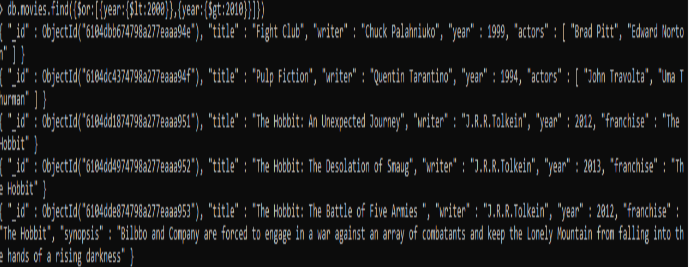 > db.movies.find({$or:[{year:{$lt:2000}},{year:{$gt:2010}}]})
{ "_id" : ObjectId("6104dbb674798a277eaaa94e"), "title" : "Fight Club", "writer" : "Chuck Palahniuko", "year" : 1999, "actors" : [ "Brad Pitt", "Edward Norto
n" ] }
{ "_id" : ObjectId("6104dc4374798a277eaaa94f"), "title" : "Pulp Fiction", "writer" : "Quentin Tarantino", "year" : 1994, "actors" : [ "John Travolta", "Uma T
hurman" ] }
{ "_id" : ObjectId("6104dd1874798a277eaaa951"), "title" : "The Hobbit: An Unexpected Journey", "writer" : "J.R.R.Tolkein", "year" : 2012, "franchise" : "The
Hobbit" }
{ "_id" : ObjectId("6104dd4974798a277eaaa952"), "title" : "The Hobbit: The Desolation of Smaug", "writer" : "J.R.R.Tolkein", "year" : 2013, "franchise" : "Th
e Hobbit" }
{ "_id" : ObjectId("6104dde874798a277eaaa953"), "title" : "The Hobbit: The Battle of Five Armies ", "writer" : "J.R.R.Tolkein", "year" : 2012, "franchise" :
"The Hobbit", "synopsis" : "Bilbbo and Company are forced to engage in a war against an array of combatants and keep the Lonely Mountain from falling into th
e hands of a rising darkness" }